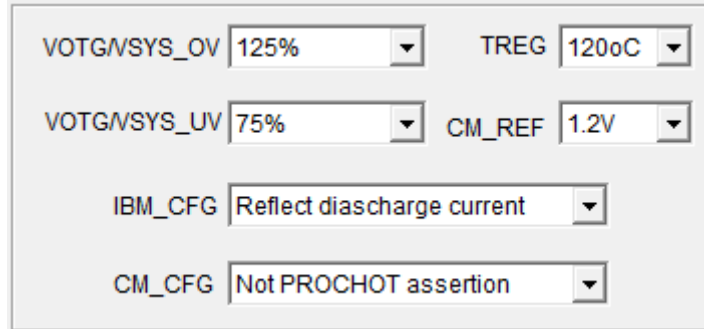 VOTG/VSYS_OV 125% TREG 120oC
VOTG/VSYS_UV 75% CM_REF 1.2V
IBM_CFG Reflect diascharge current
CM_CFG Not PROCHOT assertion